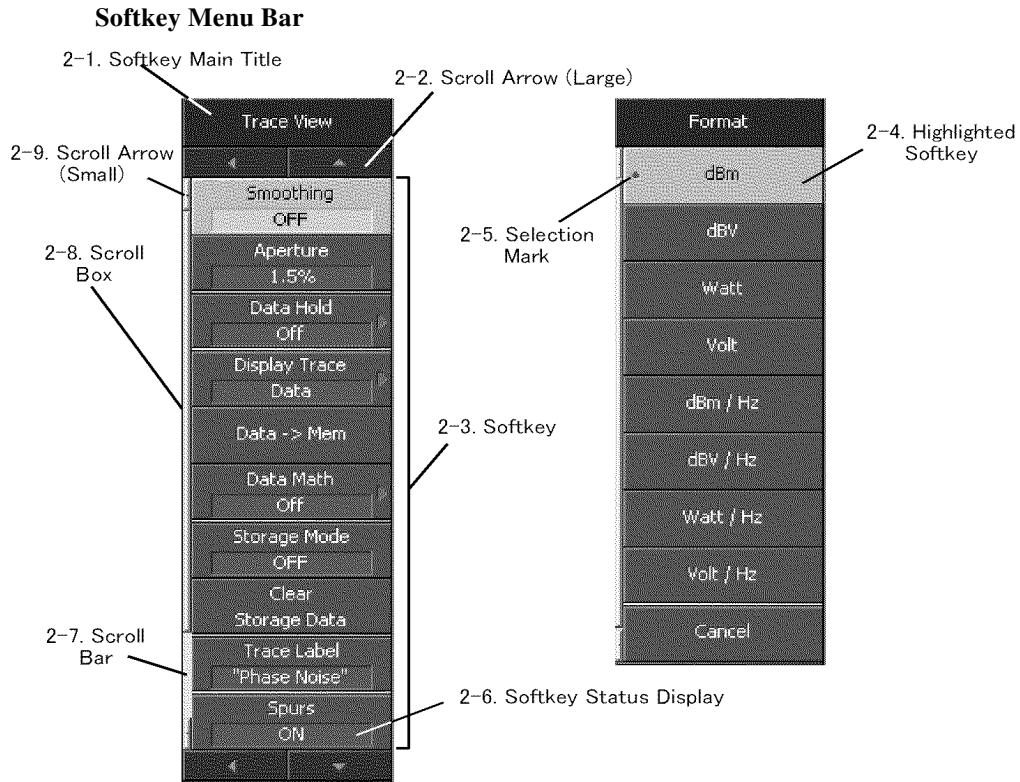 Softkey Menu Bar
2-1. Softkey Main Title
2-2. Scroll Arrow (Large)
Trace View
2-9. Scroll Arrow
(Small)
Smoothing
OFF
2-8. Scroll
Box
Aperture
1.5%
Data Hold
Off
Display Trace
Data
Data -> Mem
2-3. Softkey
Data Math
Off
Storage Mode
OFF
Clear
Storage Data
2-7. Scroll
Bar
Trace Label
"Phase Noise"
Spurs
ON
2-6. Softkey Status Display
Format
2-4. Highlighted
Softkey
dBm
2-5. Selection
Mark
dBV
Watt
Volt
dBm / Hz
dBV / Hz
Watt / Hz
Volt / Hz
Cancel